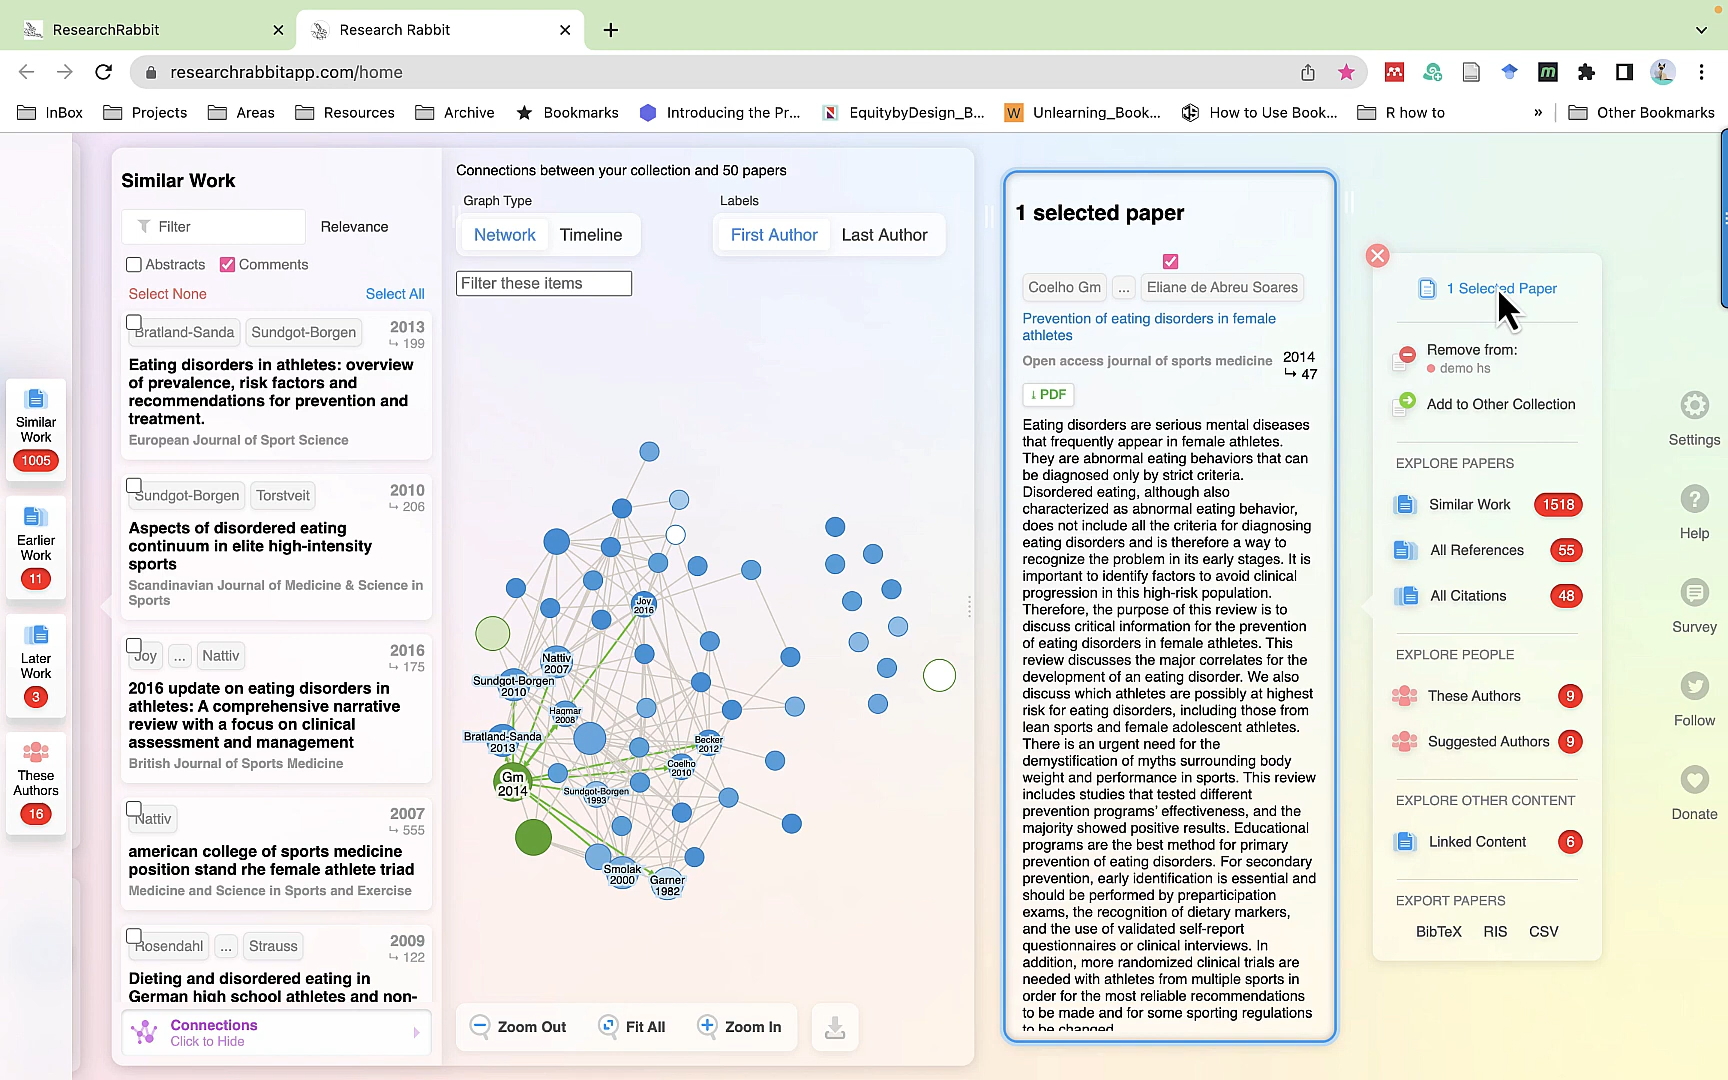 ResearchRabbit
Research Rabbit
researchrabbitapp.com/home
InBox
Projects
Areas
Resources
Archive
Bookmarks
Introducing the Pr...
EquitybyDesign_B...
Unlearning_Book...
How to Use Book...
R how to
»
Other Bookmarks
Similar Work
1005
Earlier Work
11
Later Work
3
These Authors
16
Similar Work
Filter
Relevance
Abstracts
Comments
Select None
Select All
Bratland-Sanda
Sundgot-Borgen
2013
199
Eating disorders in athletes: overview
of prevalence, risk factors and
recommendations for prevention and
treatment.
European Journal of Sport Science
Sundgot-Borgen
Torstveit
2010
206
Aspects of disordered eating
continuum in elite high-intensity
sports
Scandinavian Journal of Medicine & Science in
Sports
Joy
...
Nattiv
2016
175
2016 update on eating disorders in
athletes: A comprehensive narrative
review with a focus on clinical
assessment and management
British Journal of Sports Medicine
Nattiv
2007
555
american college of sports medicine
position stand rhe female athlete triad
Medicine and Science in Sports and Exercise
Rosendahl
...
Strauss
2009
122
Dieting and disordered eating in
German high school athletes and non-
Connections
Click to Hide
Connections between your collection and 50 papers
Graph Type
Labels
Network
Timeline
First Author
Last Author
Filter these items
Joy
2016
Nattiv
2007
Sundgot-Borgen
2010
Hagmar
2008
Bratland-Sanda
2013
Becker
2012
Coelho
2010
Gm
2014
Sundgot-Borgen
1993
Smolak
2000
Garner
1982
Zoom Out
Fit All
Zoom In
1 selected paper
Coelho Gm
...
Eliane de Abreu Soares
Prevention of eating disorders in female
athletes
Open access journal of sports medicine
2014
47
PDF
Eating disorders are serious mental diseases
that frequently appear in female athletes.
They are abnormal eating behaviors that can
be diagnosed only by strict criteria.
Disordered eating, although also
characterized as abnormal eating behavior,
does not include all the criteria for diagnosing
eating disorders and is therefore a way to
recognize the problem in its early stages. It is
important to identify factors to avoid clinical
progression in this high-risk population.
Therefore, the purpose of this review is to
discuss critical information for the prevention
of eating disorders in female athletes. This
review discusses the major correlates for the
development of an eating disorder. We also
discuss which athletes are possibly at highest
risk for eating disorders, including those from
lean sports and female adolescent athletes.
There is an urgent need for the
demystification of myths surrounding body
weight and performance in sports. This review
includes studies that tested different
prevention programs' effectiveness, and the
majority showed positive results. Educational
programs are the best method for primary
prevention of eating disorders. For secondary
prevention, early identification is essential and
should be performed by preparticipation
exams, the recognition of dietary markers,
and the use of validated self-report
questionnaires or clinical interviews. In
addition, more randomized clinical trials are
needed with athletes from multiple sports in
order for the most reliable recommendations
to be made and for some sporting regulations
to be changed.
1 Selected Paper
Remove from:
demo hs
Add to Other Collection
EXPLORE PAPERS
Similar Work
1518
All References
55
All Citations
48
EXPLORE PEOPLE
These Authors
9
Suggested Authors
9
EXPLORE OTHER CONTENT
Linked Content
6
EXPORT PAPERS
BibTeX
RIS
CSV
Settings
Help
Survey
Follow
Donate